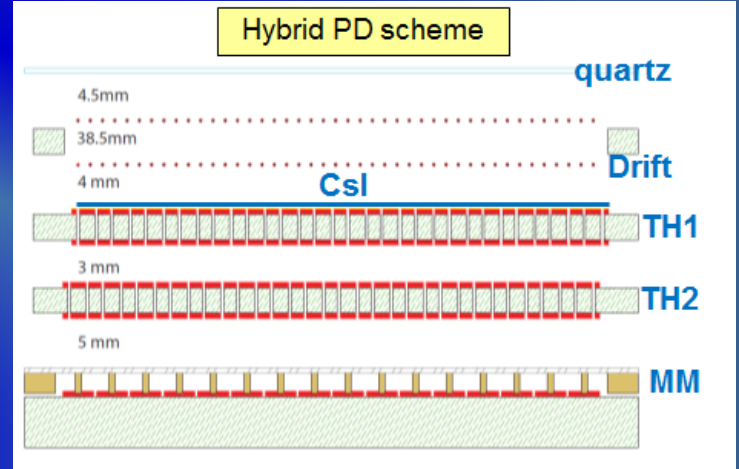 Hybrid PD scheme
quartz
4.5mm
38.5mm
Drift
4 mm
CsI
TH1
3 mm
TH2
5 mm
MM